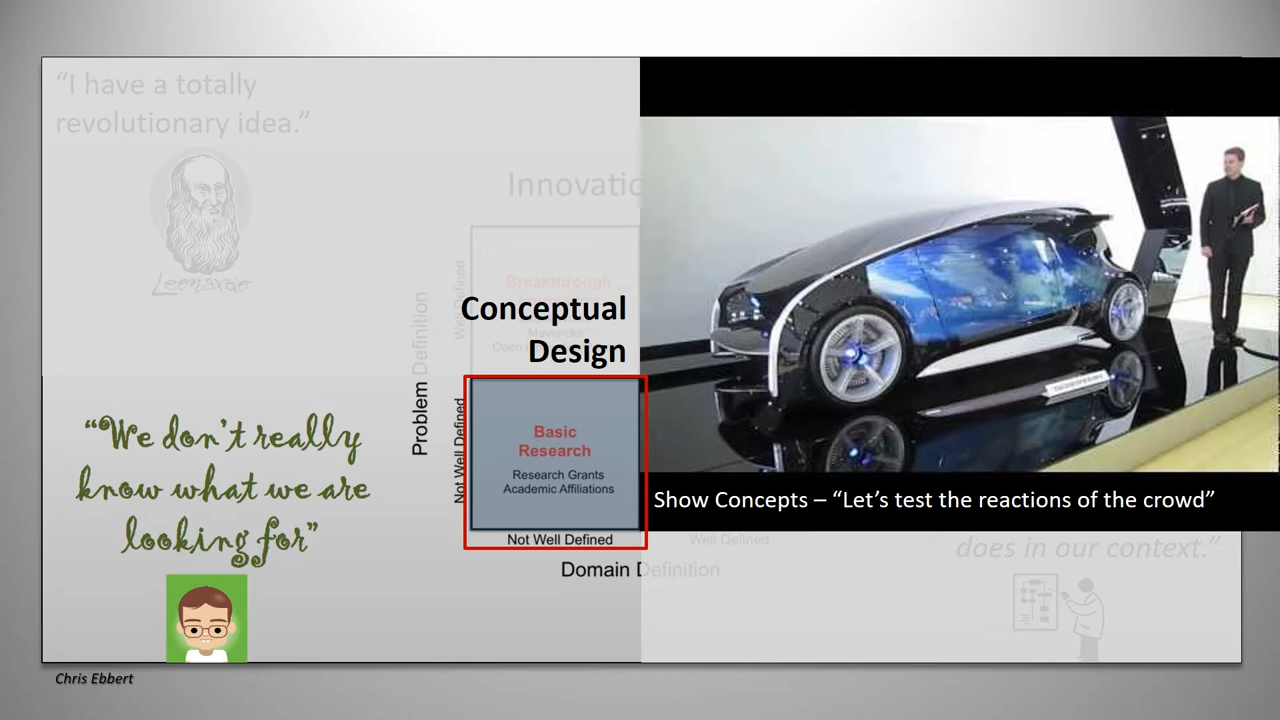 “I have a totally
revolutionary idea.”
Leonardo
Innovatio
Breakthrough
Mavericks
Well Defined
Conceptual
Design
Problem Definition
Not Well Defined
“We don't really
know what we are
looking for”
Basic
Research
Research Grants
Academic Affiliations
Not Well Defined
Well Defined
Domain Definition
Show Concepts – “Let’s test the reactions of the crowd”
does in our context.”
Chris Ebbert